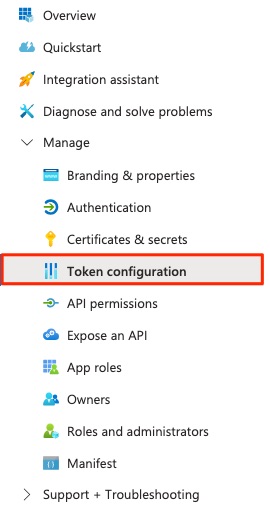 Overview
Quickstart
Integration assistant
Diagnose and solve problems
Manage
Branding & properties
Authentication
Certificates & secrets
Token configuration
API permissions
Expose an API
App roles
Owners
Roles and administrators
Manifest
Support + Troubleshooting